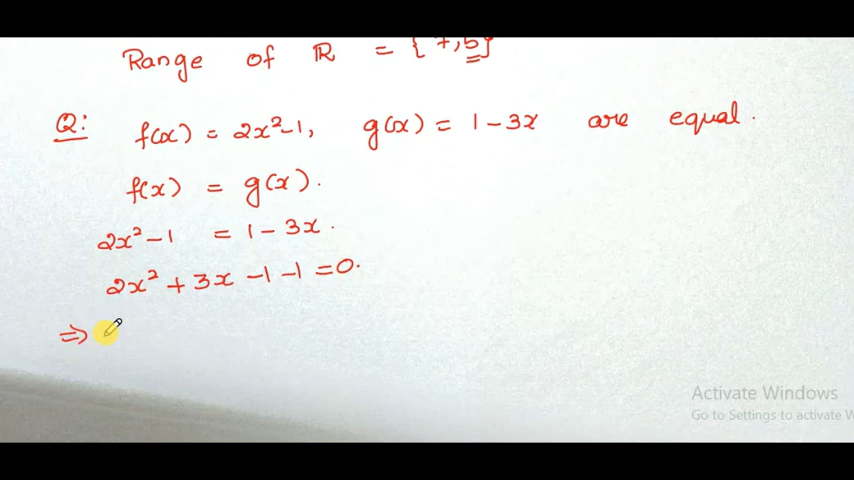 Range of ℝ = { 7, 5}
Q: f(x) = 2x²-1, g(x) = 1-3x are equal.
f(x) = g(x).
2x²-1 = 1-3x.
2x² + 3x -1 -1 = 0.
⇒
Activate Windows
Go to Settings to activate W